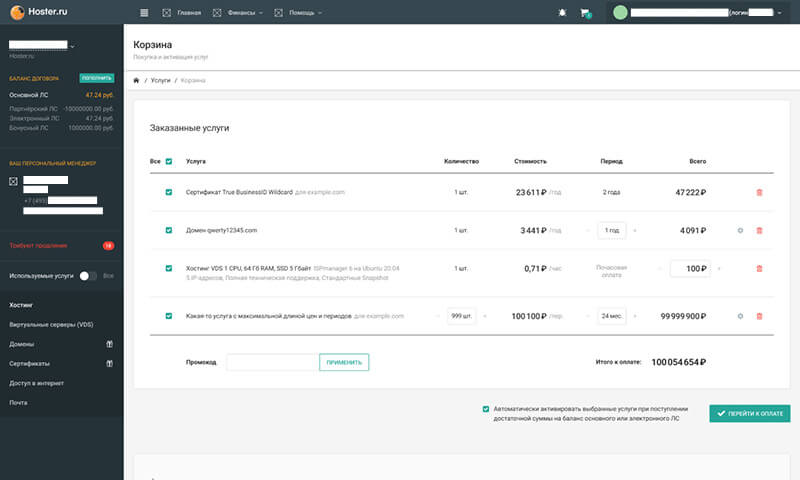 Hoster.ru
Главная Финансы Помощь
(логин
Hoster.ru
БАЛАНС ДОГОВОРА ПОПОЛНИТЬ
Основной ЛС 47.24 руб.
Партнёрский ЛС -10000000.00 руб.
Электронный ЛС 47.24 руб.
Бонусный ЛС 1000000.00 руб.
ВАШ ПЕРСОНАЛЬНЫЙ МЕНЕДЖЕР
+7 (495)
Требуют продления
Используемые услуги Все
Хостинг
Виртуальные серверы (VDS)
Домены
Сертификаты
Доступ в интернет
Почта
Корзина
Покупка и активация услуг
/ Услуги / Корзина
Заказанные услуги
Все Услуга Количество Стоимость Период Всего
Сертификат True BusinessID Wildcard для example.com 1 шт. 23 611 ₽ /год 2 года 47 222 ₽
Домен qwerty12345.com 1 шт. 3 441 ₽ /год - 1 год + 4 091 ₽
Хостинг VDS 1 CPU, 64 Гб RAM, SSD 5 Гбайт ISPmanager 6 на Ubuntu 20.04 1 шт. 0,71 ₽ /час Почасовая - 100 ₽ +
5 IP-адресов, Полная техническая поддержка, Стандартные Snapshot оплата
Какая-то услуга с максимальной длиной цен и периодов для example.com - 999 шт. + 100 100 ₽ /пер. - 24 мес. + 99 999 900 ₽
Промокод ПРИМЕНИТЬ Итого к оплате: 100 054 654 ₽
Автоматически активировать выбранные услуги при поступлении
достаточной суммы на баланс основного или электронного ЛС
ПЕРЕЙТИ К ОПЛАТЕ